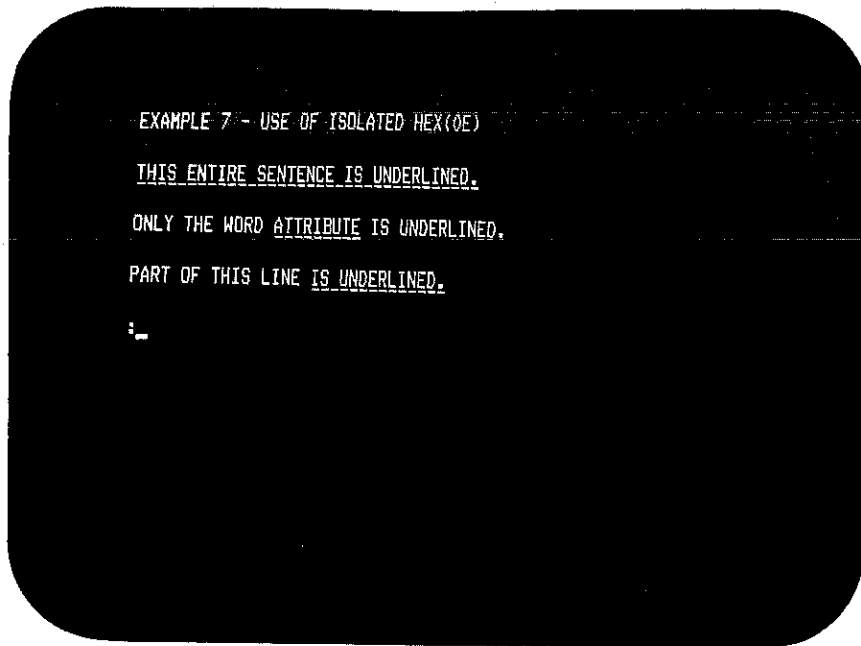 EXAMPLE 7 - USE OF ISOLATED HEX(0E)
THIS ENTIRE SENTENCE IS UNDERLINED.
ONLY THE WORD ATTRIBUTE IS UNDERLINED.
PART OF THIS LINE IS UNDERLINED.
:_